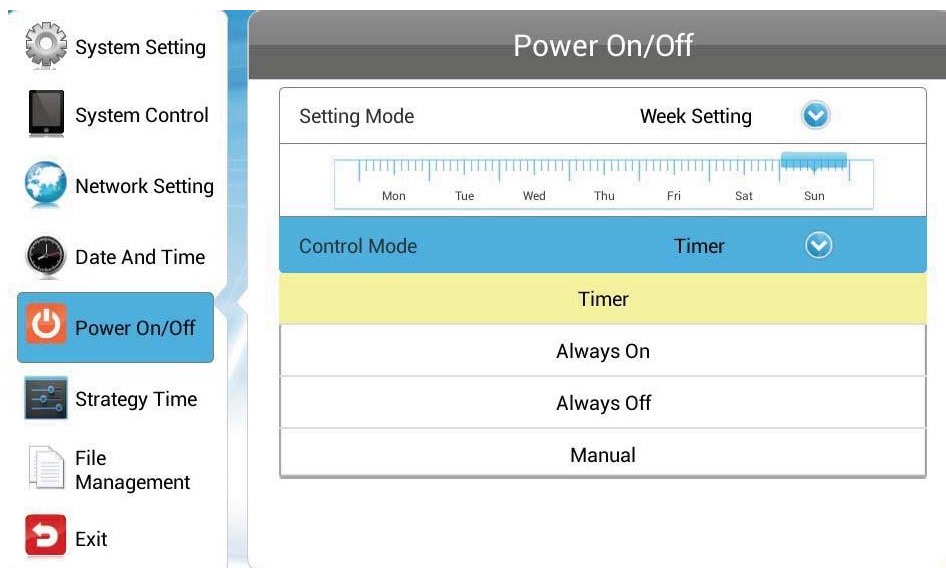 System Setting
System Control
Network Setting
Date And Time
Power On/Off
Strategy Time
File
Management
Exit
Power On/Off
Setting Mode Week Setting
Mon Tue Wed Thu Fri Sat Sun
Control Mode Timer
Timer
Always On
Always Off
Manual